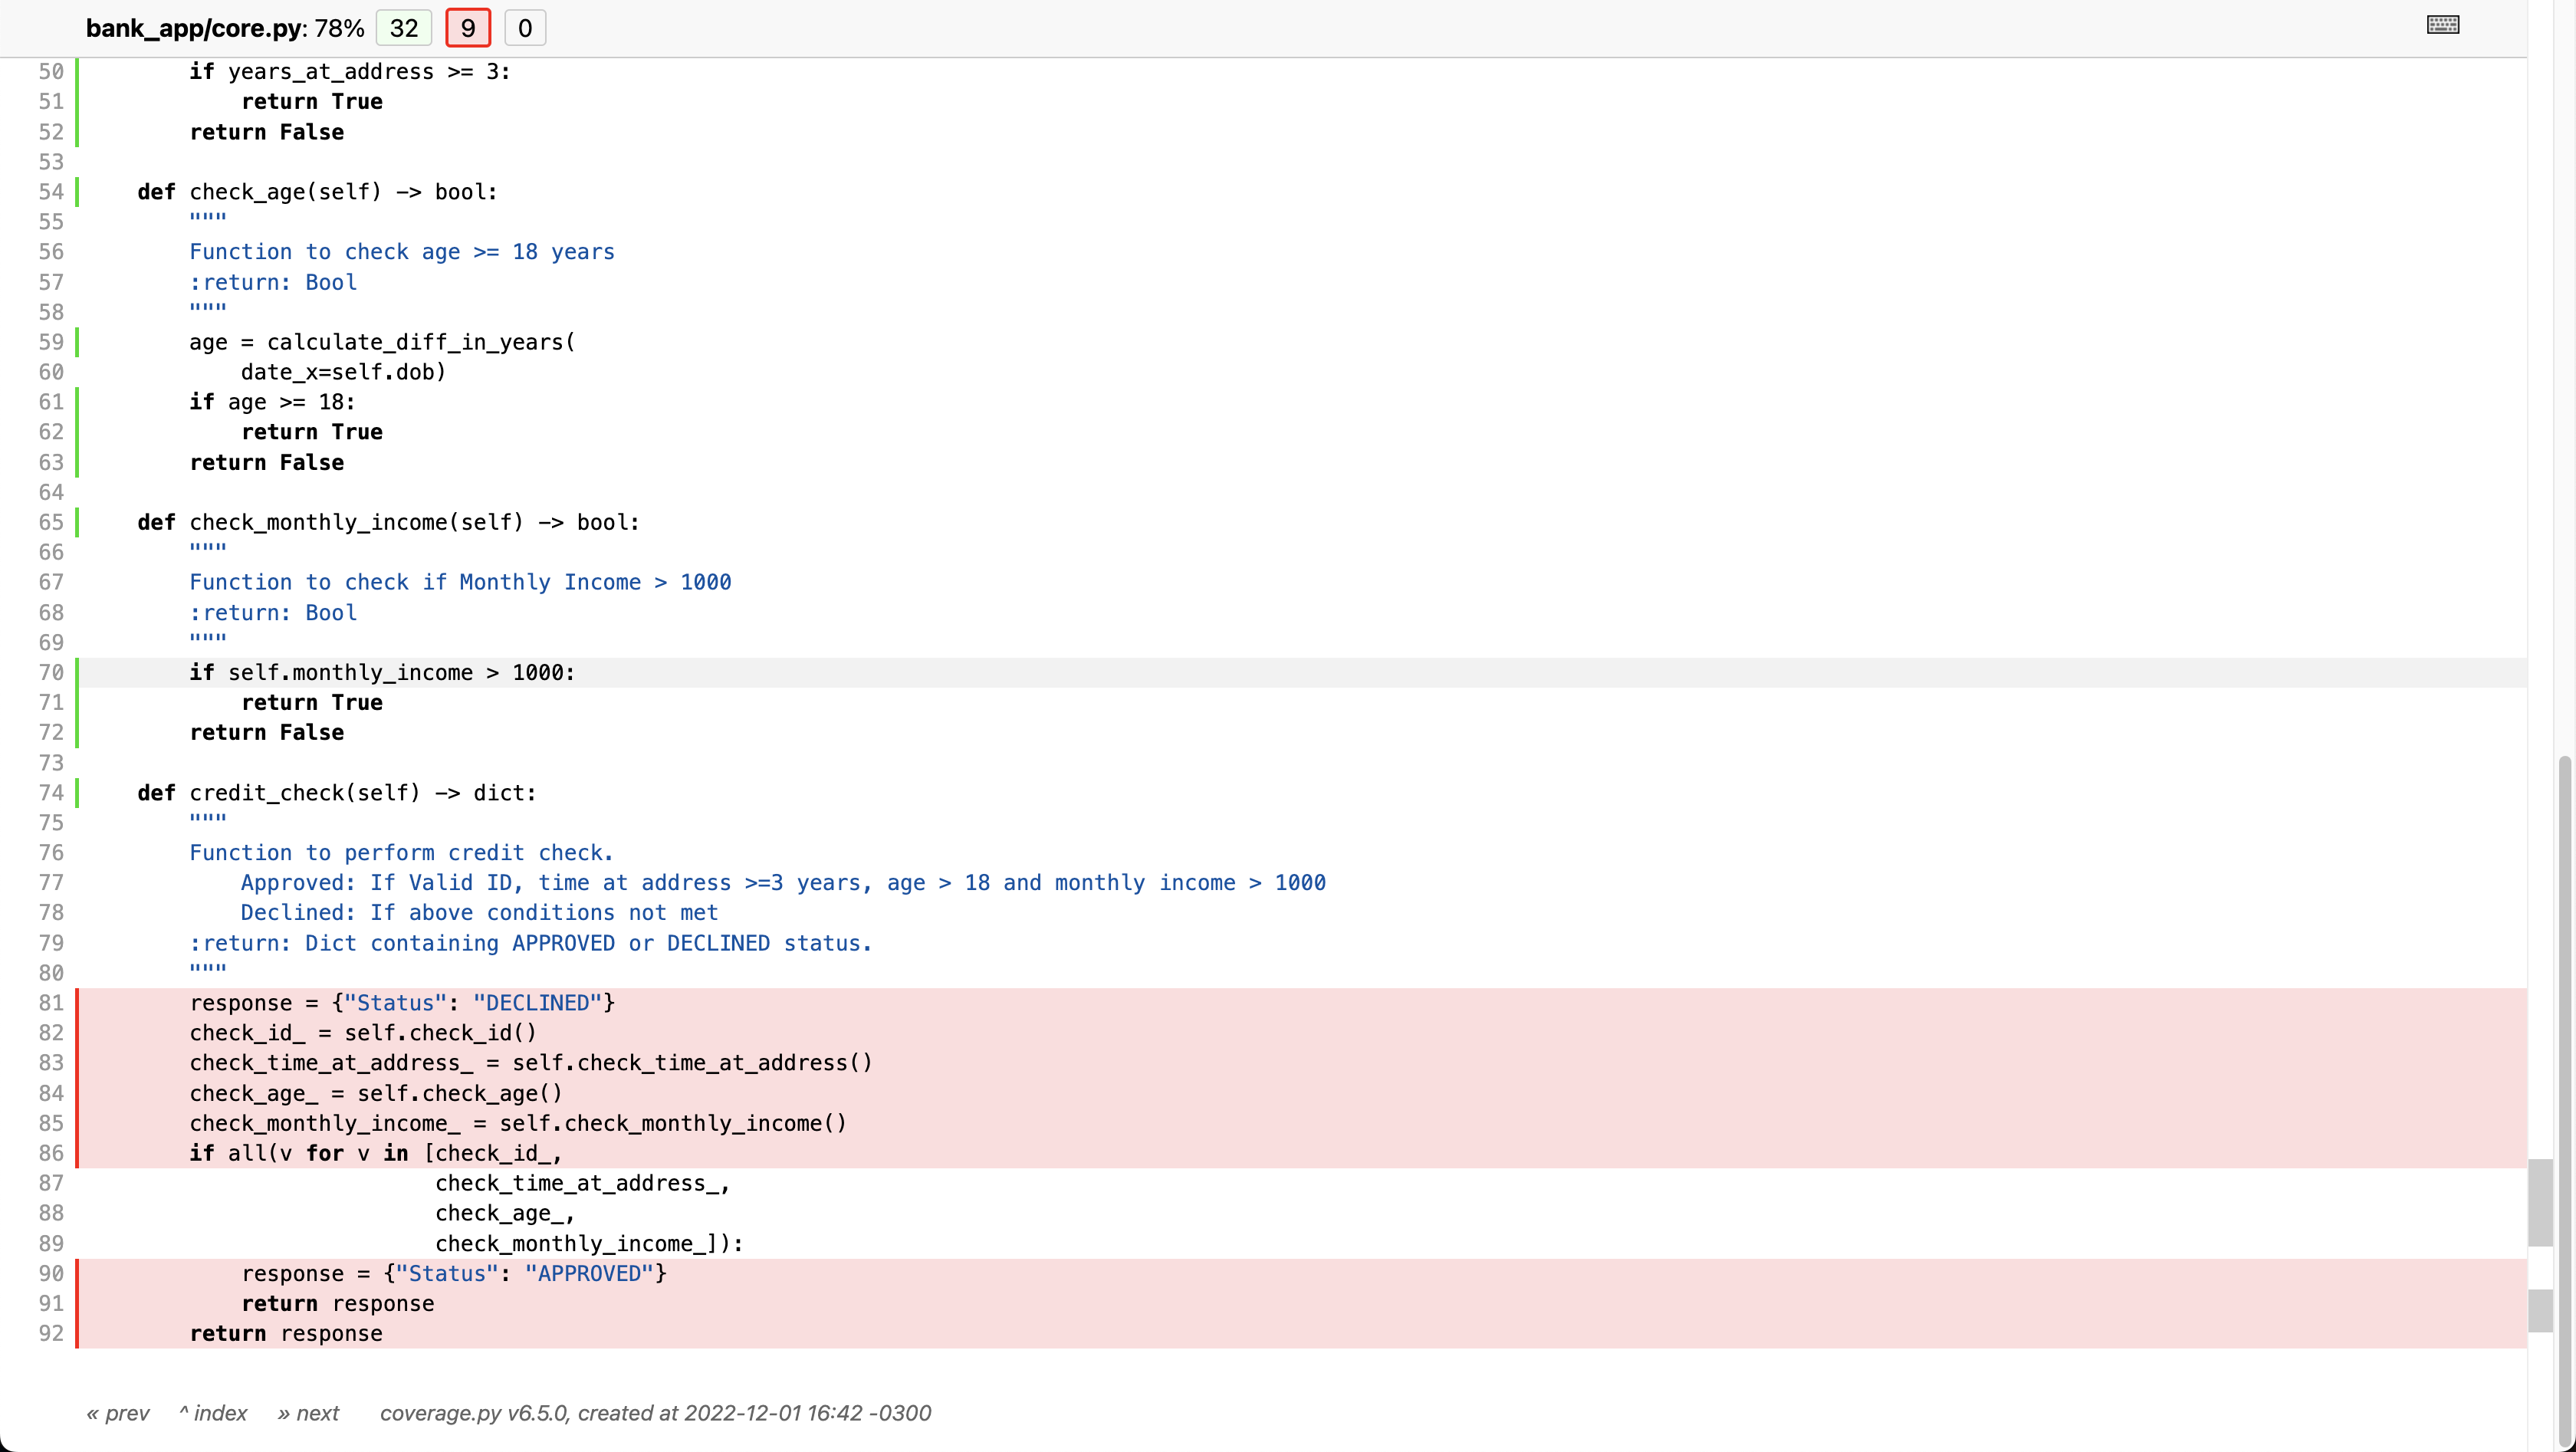 bank_app/core.py: 78% 32 9 0
50 if years_at_address >= 3:
51 return True
52 return False
53
54 def check_age(self) -> bool:
55 """
56 Function to check age >= 18 years
57 :return: Bool
58 """
59 age = calculate_diff_in_years(
60 date_x=self.dob)
61 if age >= 18:
62 return True
63 return False
64
65 def check_monthly_income(self) -> bool:
66 """
67 Function to check if Monthly Income > 1000
68 :return: Bool
69 """
70 if self.monthly_income > 1000:
71 return True
72 return False
73
74 def credit_check(self) -> dict:
75 """
76 Function to perform credit check.
77 Approved: If Valid ID, time at address >=3 years, age > 18 and monthly income > 1000
78 Declined: If above conditions not met
79 :return: Dict containing APPROVED or DECLINED status.
80 """
81 response = {"Status": "DECLINED"}
82 check_id_ = self.check_id()
83 check_time_at_address_ = self.check_time_at_address()
84 check_age_ = self.check_age()
85 check_monthly_income_ = self.check_monthly_income()
86 if all(v for v in [check_id_,
87 check_time_at_address_,
88 check_age_,
89 check_monthly_income_]):
90 response = {"Status": "APPROVED"}
91 return response
92 return response
« prev ^ index » next coverage.py v6.5.0, created at 2022-12-01 16:42 -0300